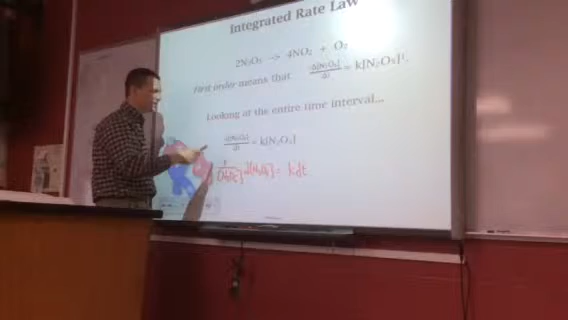 Integrated Rate Law
2N₂O₅ --> 4NO₂ + O₂
First order means that -d[N₂O₅]/dt = k[N₂O₅]¹.
Looking at the entire time interval...
-d[N₂O₅]/dt = k[N₂O₅]
d[N₂O₅] = kdt